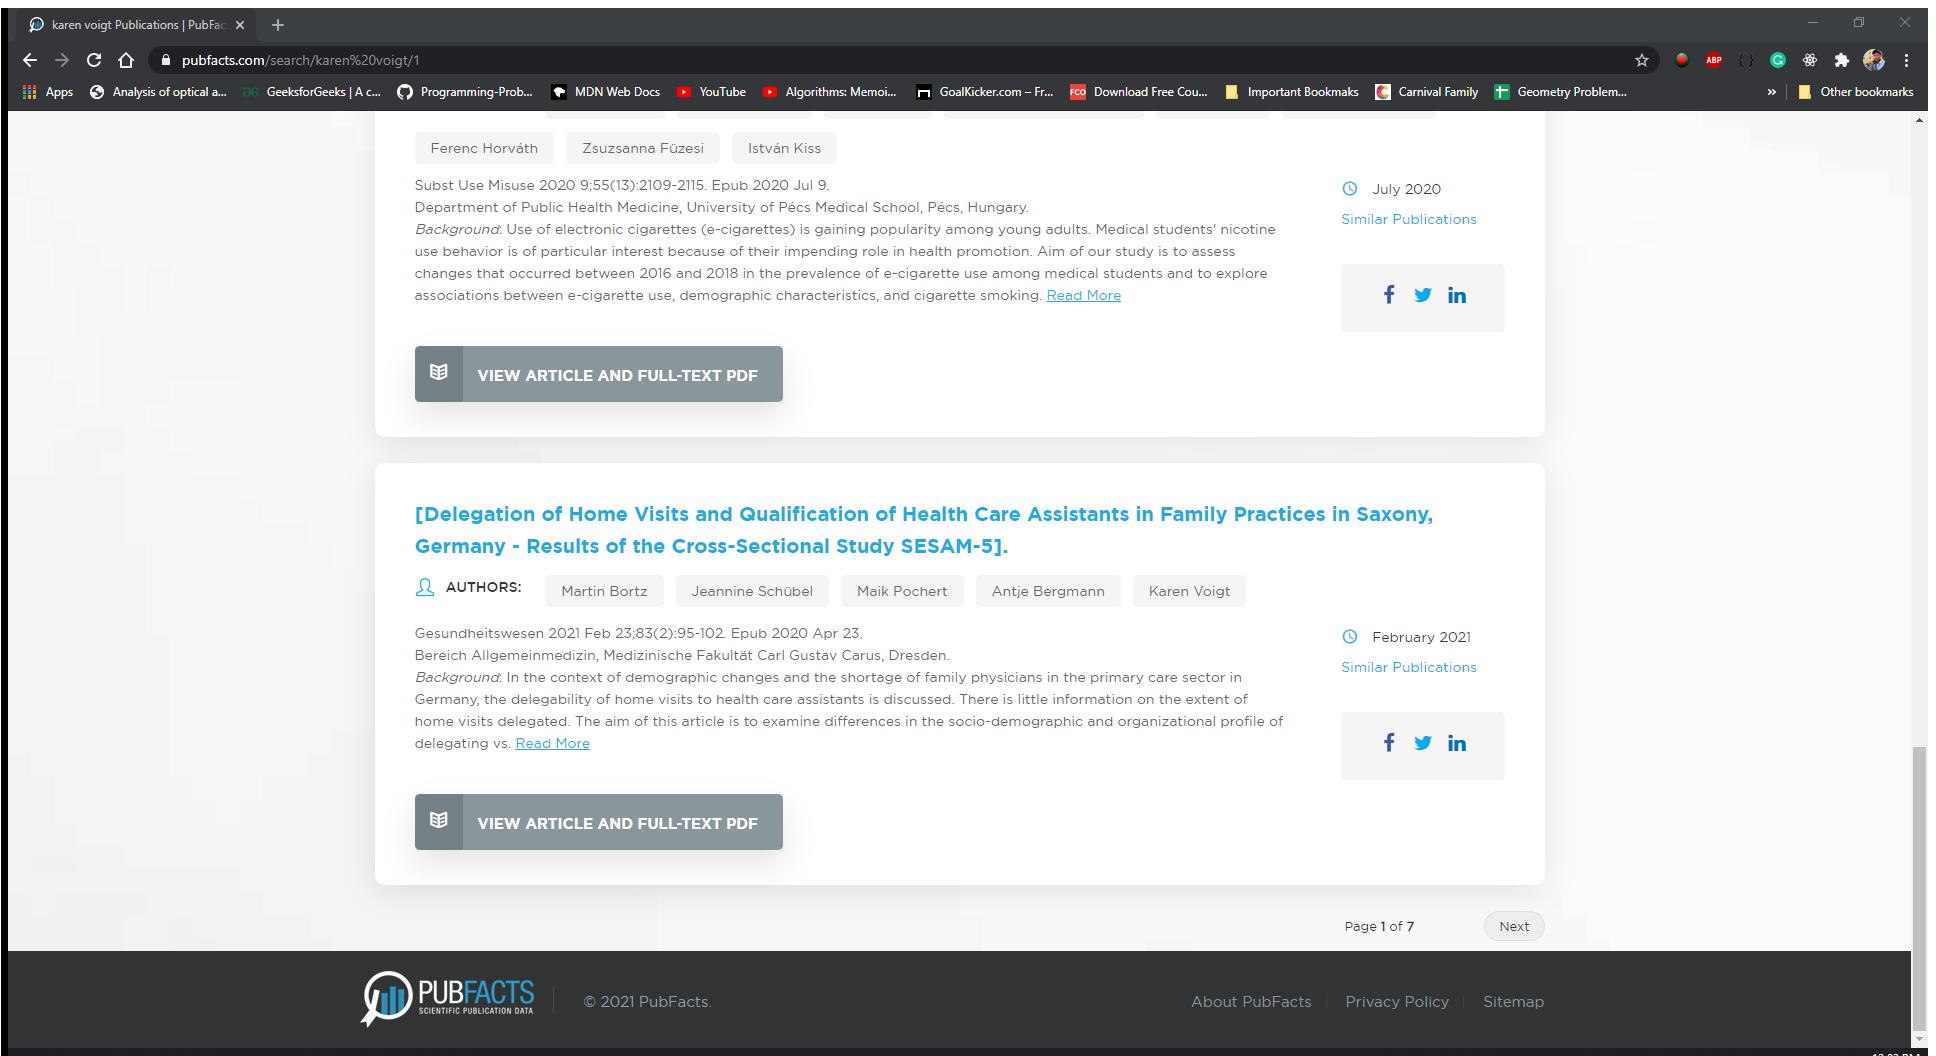 karen voigt Publications | PubFac
pubfacts.com/search/karen%20voigt/1
ABP
Apps
Analysis of optical a...
GeeksforGeeks | A c...
Programming-Prob...
MDN Web Docs
YouTube
Algorithms: Memoi...
GoalKicker.com – Fr...
FCO
Download Free Cou...
Important Bookmaks
Carnival Family
Geometry Problem...
»
Other bookmarks
Ferenc Horváth
Zsuzsanna Füzesi
István Kiss
Subst Use Misuse 2020 9;55(13):2109-2115. Epub 2020 Jul 9.
Department of Public Health Medicine, University of Pécs Medical School, Pécs, Hungary.
Background: Use of electronic cigarettes (e-cigarettes) is gaining popularity among young adults. Medical students' nicotine
use behavior is of particular interest because of their impending role in health promotion. Aim of our study is to assess
changes that occurred between 2016 and 2018 in the prevalence of e-cigarette use among medical students and to explore
associations between e-cigarette use, demographic characteristics, and cigarette smoking. Read More
July 2020
Similar Publications
VIEW ARTICLE AND FULL-TEXT PDF
[Delegation of Home Visits and Qualification of Health Care Assistants in Family Practices in Saxony,
Germany - Results of the Cross-Sectional Study SESAM-5].
AUTHORS:
Martin Bortz
Jeannine Schübel
Maik Pochert
Antje Bergmann
Karen Voigt
Gesundheitswesen 2021 Feb 23;83(2):95-102. Epub 2020 Apr 23.
Bereich Allgemeinmedizin, Medizinische Fakultät Carl Gustav Carus, Dresden.
Background: In the context of demographic changes and the shortage of family physicians in the primary care sector in
Germany, the delegability of home visits to health care assistants is discussed. There is little information on the extent of
home visits delegated. The aim of this article is to examine differences in the socio-demographic and organizational profile of
delegating vs. Read More
February 2021
Similar Publications
VIEW ARTICLE AND FULL-TEXT PDF
Page 1 of 7
Next
PUBFACTS
SCIENTIFIC PUBLICATION DATA
© 2021 PubFacts.
About PubFacts
Privacy Policy
Sitemap